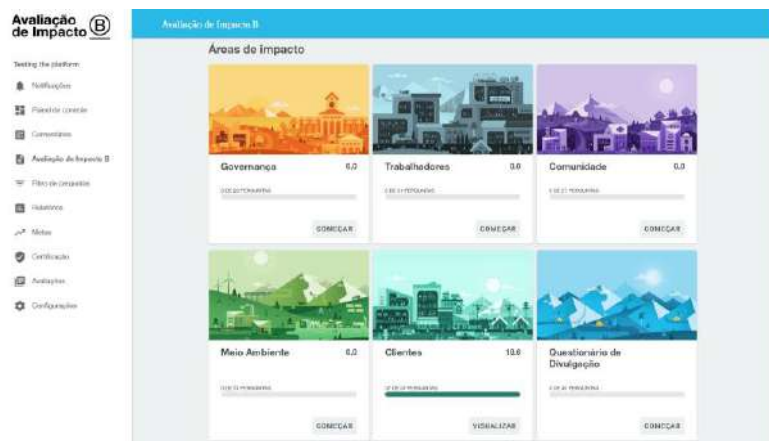 Avaliação
de Impacto B
Avaliação de Impacto B
Testing the platform
Notificações
Painel de controle
Comentários
Avaliação de Impacto B
Filtro de perguntas
Relatórios
Metas
Certificação
Avaliações
Configurações
Áreas de impacto
Governança 0,0
COMEÇAR
Trabalhadores 0,0
COMEÇAR
Comunidade 0,0
COMEÇAR
Meio Ambiente 0,0
COMEÇAR
Clientes
VISUALIZAR
Questionário de
Divulgação
COMEÇAR